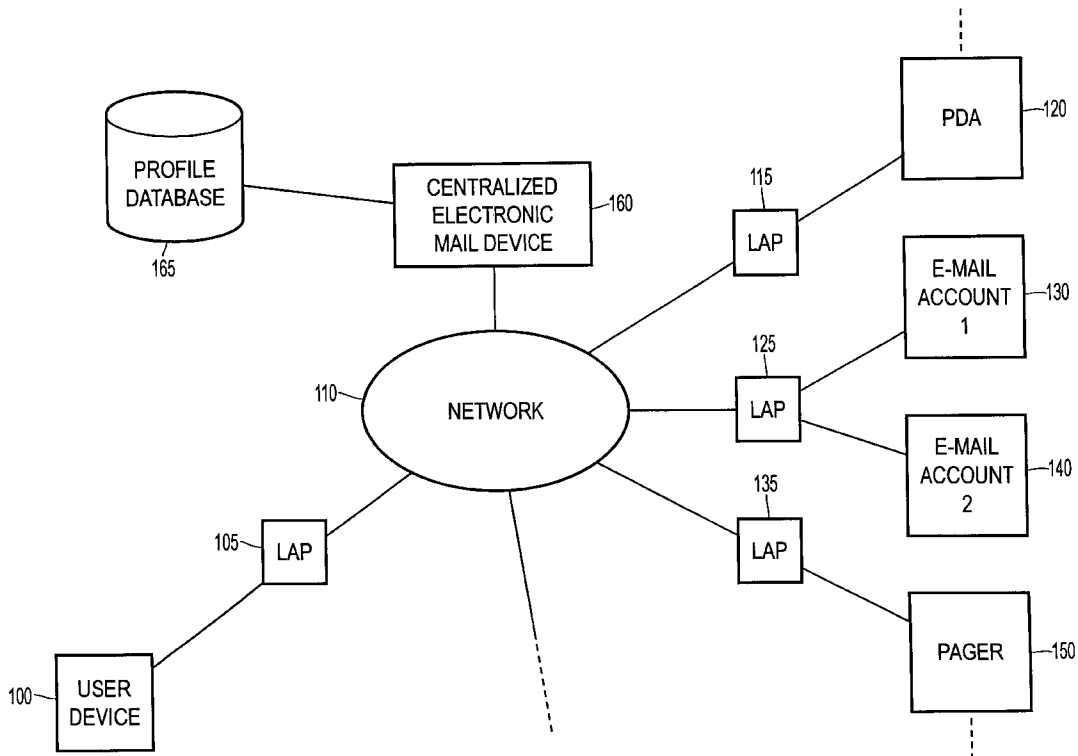 PROFILE
DATABASE
165
CENTRALIZED
ELECTRONIC
MAIL DEVICE
160
115
LAP
PDA
120
E-MAIL
ACCOUNT
1
130
125
LAP
110
NETWORK
E-MAIL
ACCOUNT
2
140
135
LAP
105
LAP
PAGER
150
100
USER
DEVICE